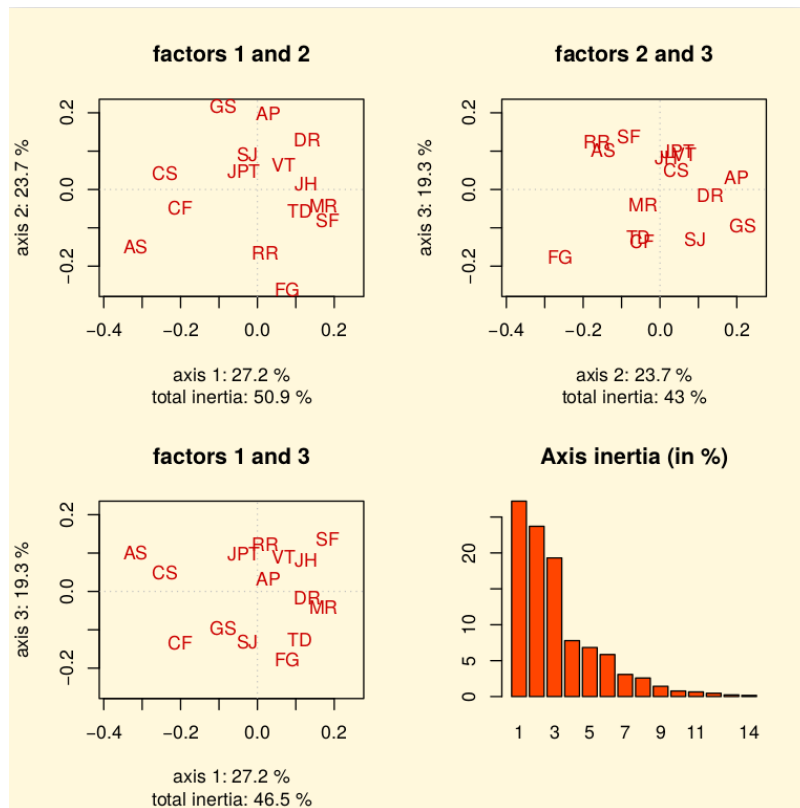 factors 1 and 2
axis 2: 23.7 %
0.2
0.0
−0.2
GS
AP
DR
SJ
VT
JPT
CS
JH
CF
MR
TD
SF
AS
RR
FG
−0.4 −0.2 0.0 0.2
axis 1: 27.2 %
total inertia: 50.9 %
factors 2 and 3
axis 3: 19.3 %
0.2
0.0
−0.2
SF
RR
AS
JPT
VT
JH
CS
AP
DR
MR
GS
TD
CF
SJ
FG
−0.4 −0.2 0.0 0.2
axis 2: 23.7 %
total inertia: 43 %
factors 1 and 3
axis 3: 19.3 %
0.2
0.0
−0.2
SF
RR
AS
JPT
VT
JH
CS
AP
DR
MR
GS
TD
CF
SJ
FG
−0.4 −0.2 0.0 0.2
axis 1: 27.2 %
total inertia: 46.5 %
Axis inertia (in %)
20
10
5
0
1 3 5 7 9 11 14